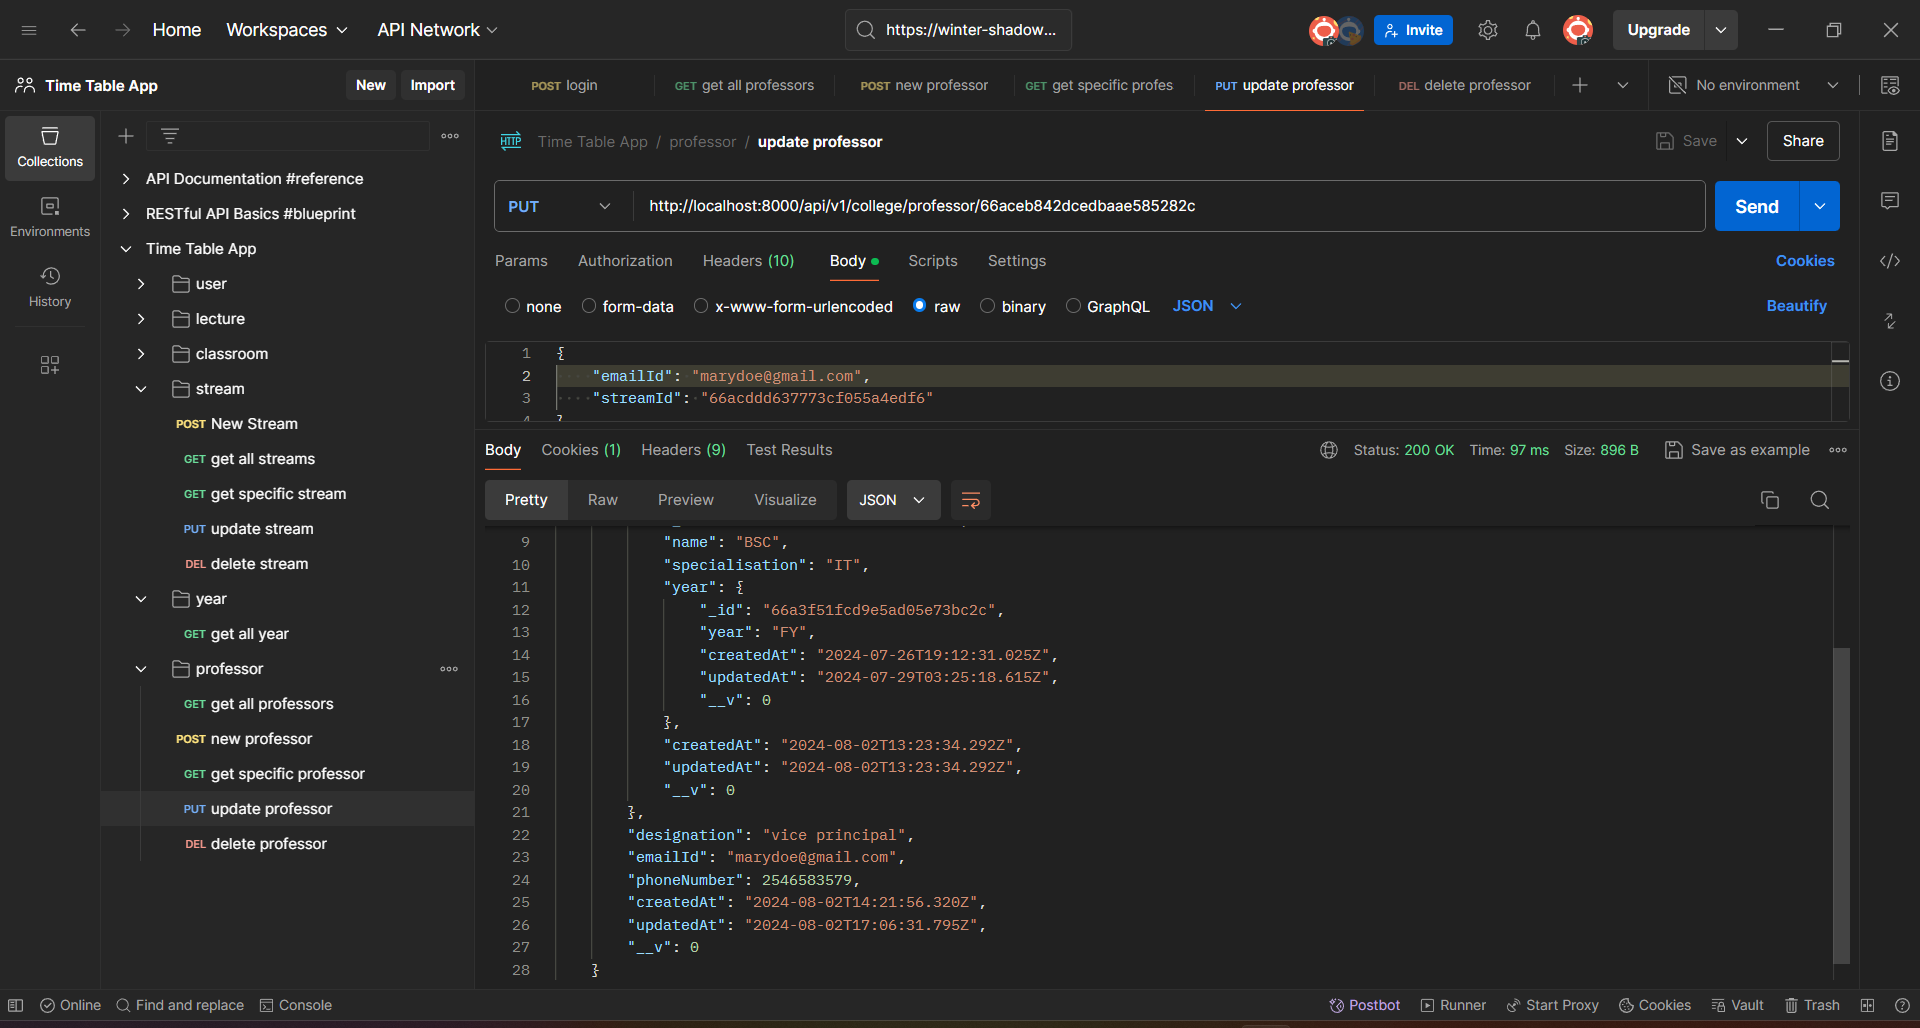 Home Workspaces API Network https://winter-shadow... Invite Upgrade
Time Table App New Import
POST login GET get all professors POST new professor GET get specific profes PUT update professor DEL delete professor No environment
Collections
Environments
History
API Documentation #reference
RESTful API Basics #blueprint
Time Table App
user
lecture
classroom
stream
POST New Stream
GET get all streams
GET get specific stream
PUT update stream
DEL delete stream
year
GET get all year
professor
GET get all professors
POST new professor
GET get specific professor
PUT update professor
DEL delete professor
HTTP Time Table App / professor / update professor Save Share
PUT http://localhost:8000/api/v1/college/professor/66aceb842dcedbaae585282c Send
Params Authorization Headers (10) Body Scripts Settings Cookies
none form-data x-www-form-urlencoded raw binary GraphQL JSON Beautify
1 {
2 "emailId": "marydoe@gmail.com",
3 "streamId": "66acddd637773cf055a4edf6"
4 }
Body Cookies (1) Headers (9) Test Results Status: 200 OK Time: 97 ms Size: 896 B Save as example
Pretty Raw Preview Visualize JSON
9 "name": "BSC",
10 "specialisation": "IT",
11 "year": {
12 "_id": "66a3f51fcd9e5ad05e73bc2c",
13 "year": "FY",
14 "createdAt": "2024-07-26T19:12:31.025Z",
15 "updatedAt": "2024-07-29T03:25:18.615Z",
16 "__v": 0
17 },
18 "createdAt": "2024-08-02T13:23:34.292Z",
19 "updatedAt": "2024-08-02T13:23:34.292Z",
20 "__v": 0
21 },
22 "designation": "vice principal",
23 "emailId": "marydoe@gmail.com",
24 "phoneNumber": 2546583579,
25 "createdAt": "2024-08-02T14:21:56.320Z",
26 "updatedAt": "2024-08-02T17:06:31.795Z",
27 "__v": 0
28 }
Online Find and replace Console Postbot Runner Start Proxy Cookies Vault Trash